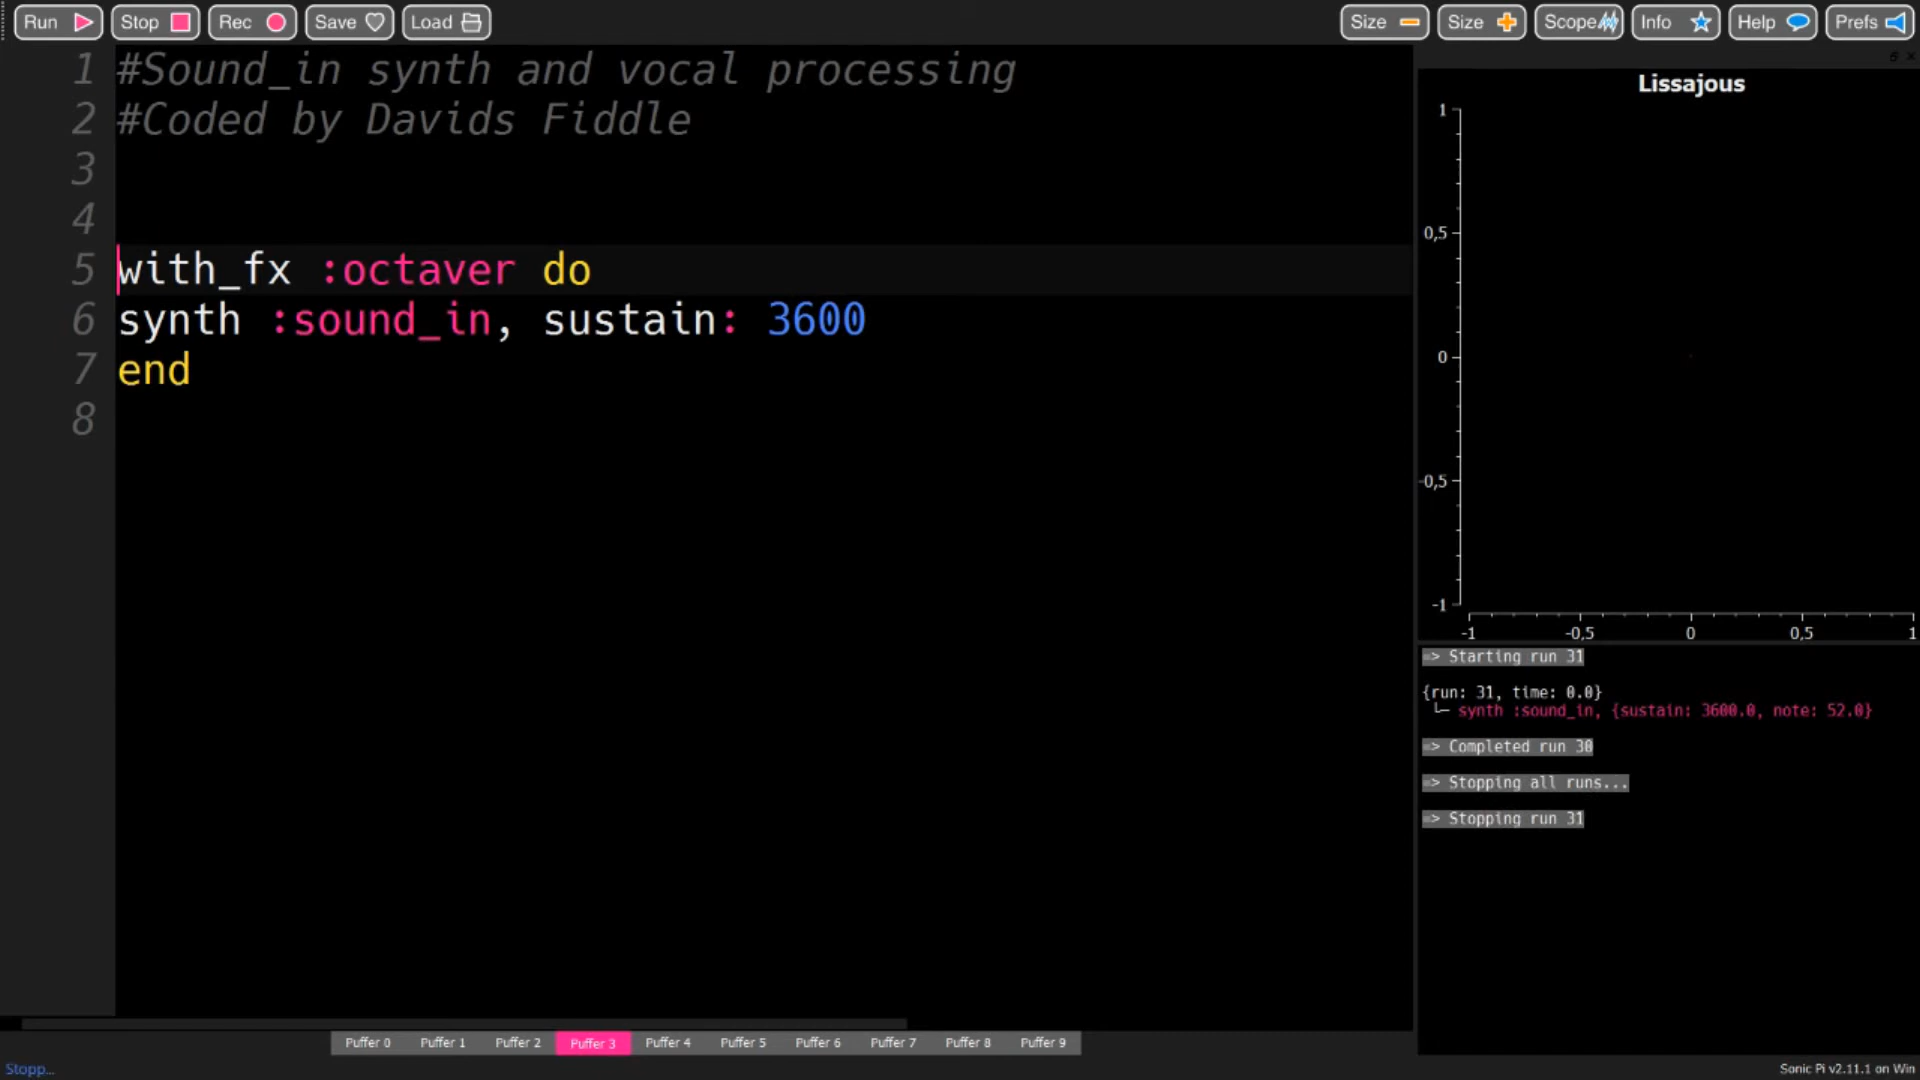 Run Stop Rec Save Load Size Size Scope Info Help Prefs
1 #Sound_in synth and vocal processing
2 #Coded by Davids Fiddle
3
4
5 with_fx :octaver do
6 synth :sound_in, sustain: 3600
7 end
8
Lissajous
1
0,5
0
-0,5
-1
-1 -0,5 0 0,5 1
=> Starting run 31
{run: 31, time: 0.0}
└─ synth :sound_in, {sustain: 3600.0, note: 52.0}
=> Completed run 30
=> Stopping all runs...
=> Stopping run 31
Puffer 0 Puffer 1 Puffer 2 Puffer 3 Puffer 4 Puffer 5 Puffer 6 Puffer 7 Puffer 8 Puffer 9
Stopp... Sonic Pi v2.11.1 on Win